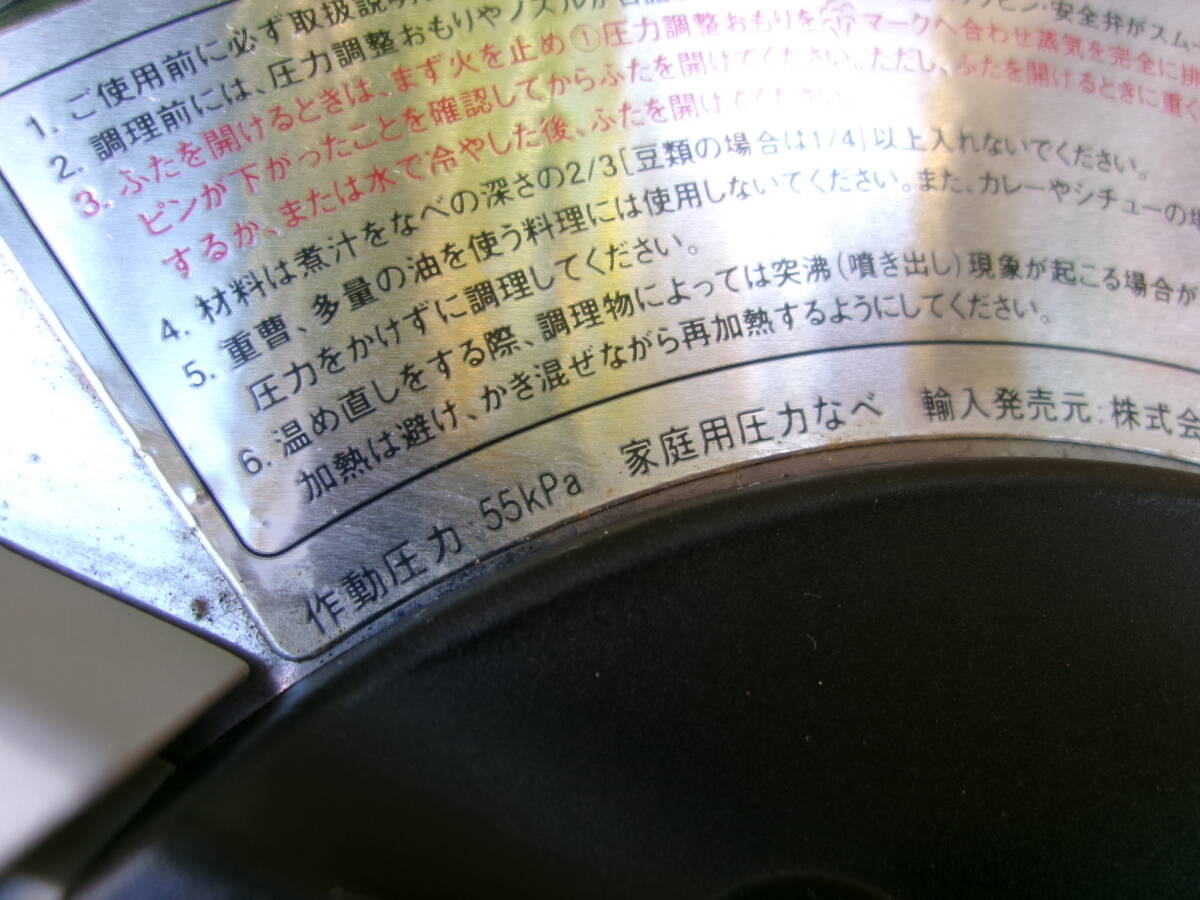 1. ご使用前に必ず取扱説明
2. 調理前には、圧力調整おもりやノズルが
ピン・安全弁がスム
3. ふたを開けるときは、まず火を止め①圧力調整おもりをマークへ合わせ蒸気を完全に排
ピンが下がったことを確認してからふたを開けてください。ただし、ふたを開けるときに重く
するか、または水で冷やした後、ふたを開けてください
4. 材料は煮汁をなべの深さの2/3[豆類の場合は1/4]以上入れないでください。
5. 重曹、多量の油を使う料理には使用しないでください。また、カレーやシチューの場
圧力をかけずに調理してください。
6. 温め直しをする際、調理物によっては突沸(噴き出し)現象が起こる場合が
加熱は避け、かき混ぜながら再加熱するようにしてください。
作動圧力:55kPa 家庭用圧力なべ 輸入発売元:株式会